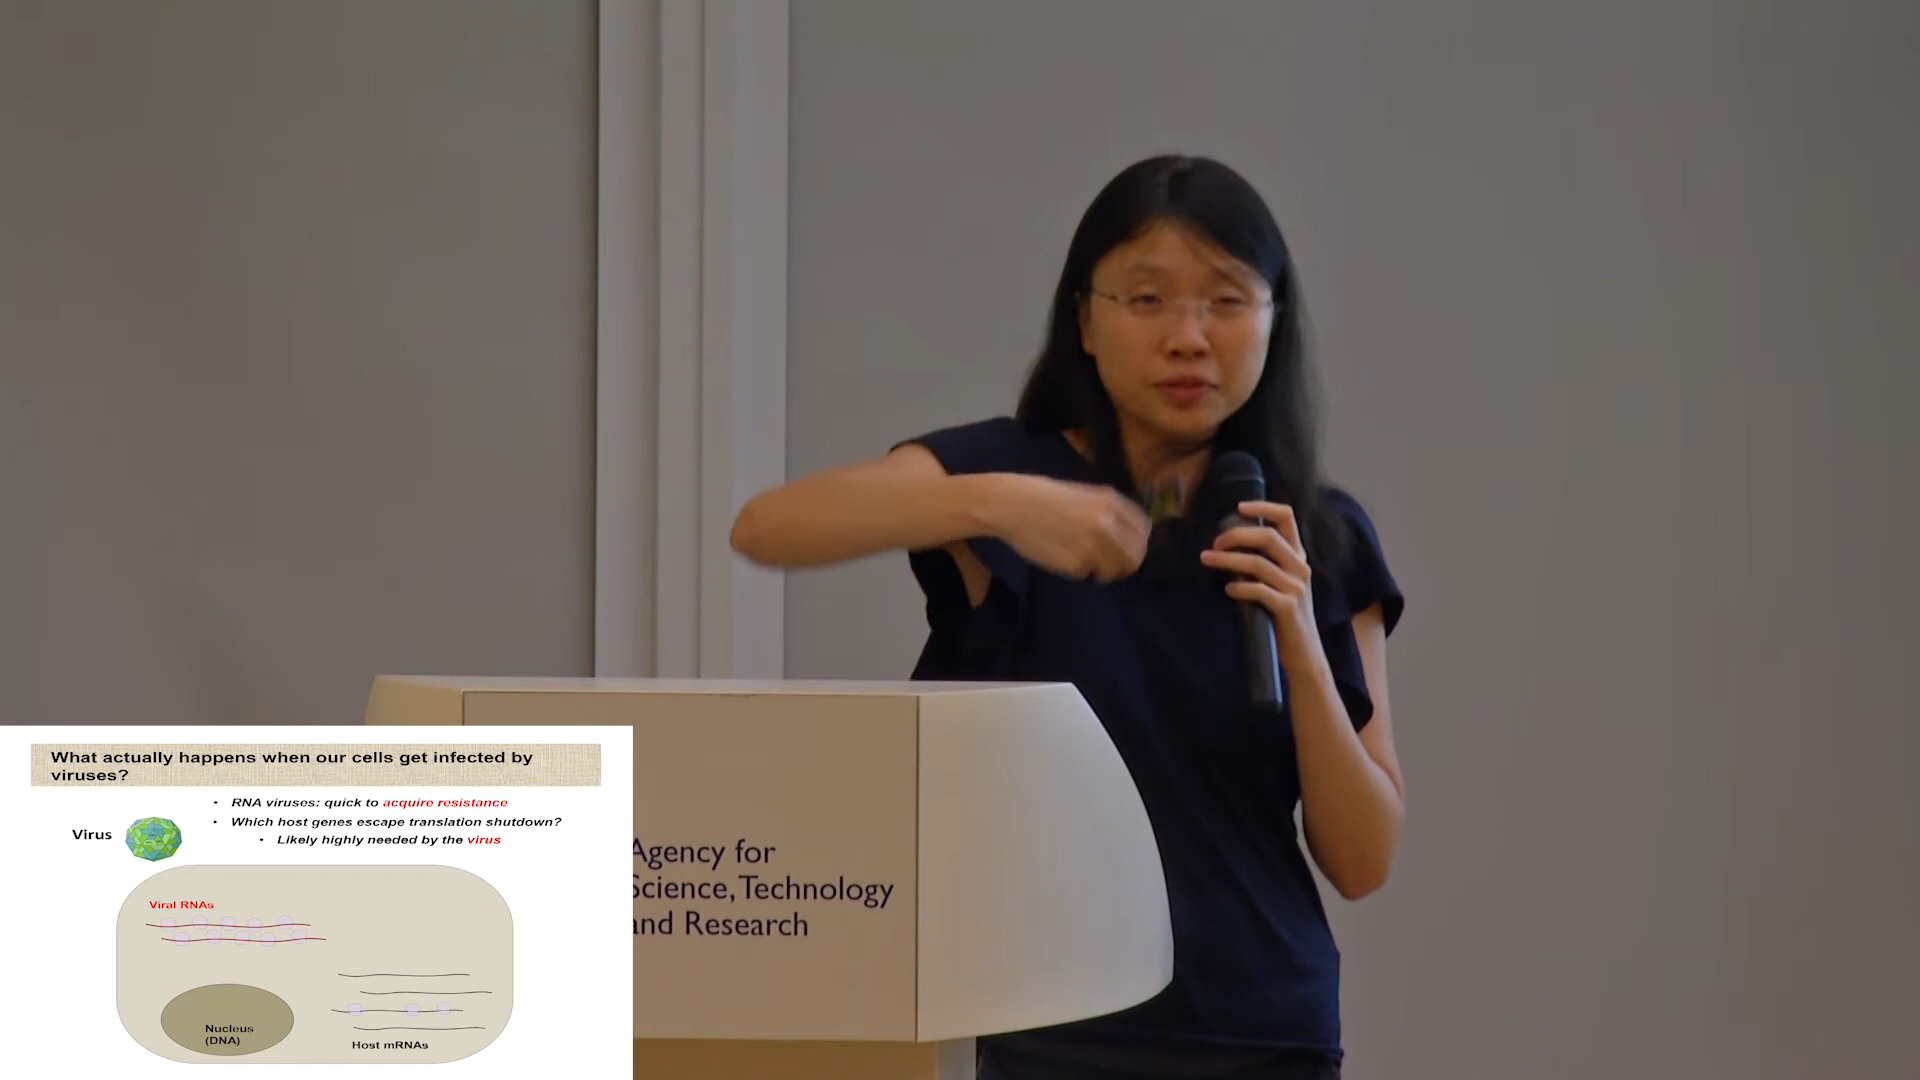 What actually happens when our cells get infected by
viruses?
• RNA viruses: quick to acquire resistance
• Which host genes escape translation shutdown?
• Likely highly needed by the virus
Virus
Viral RNAs
Nucleus
(DNA)
Host mRNAs
Agency for
Science, Technology
and Research